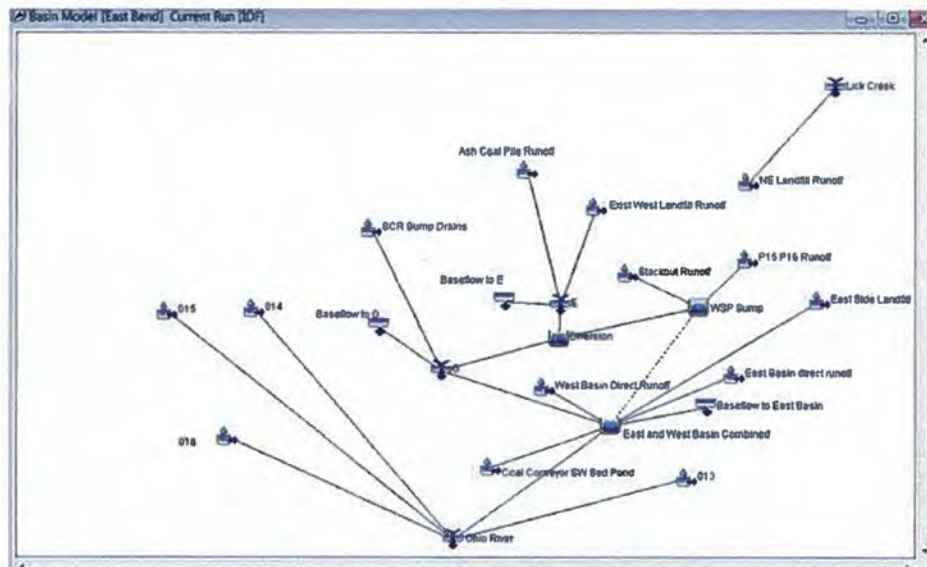 Basin Model [East Bend] Current Run [IDF]
Lick Creek
Ash Coal Pile Runoff
NE Landfill Runoff
Exist West Landfill Runoff
SCR Sump Drains
P15 P16 Runoff
Stackout Runoff
Baseflow to E
East Side Landfill
015
014
E
WSP Sump
Baseflow to O
East Basin direct runoff
West Basin Direct Runoff
Baseflow to East Basin
East and West Basin Combined
Coal Conveyor SW Sed Pond
013
Ohio River